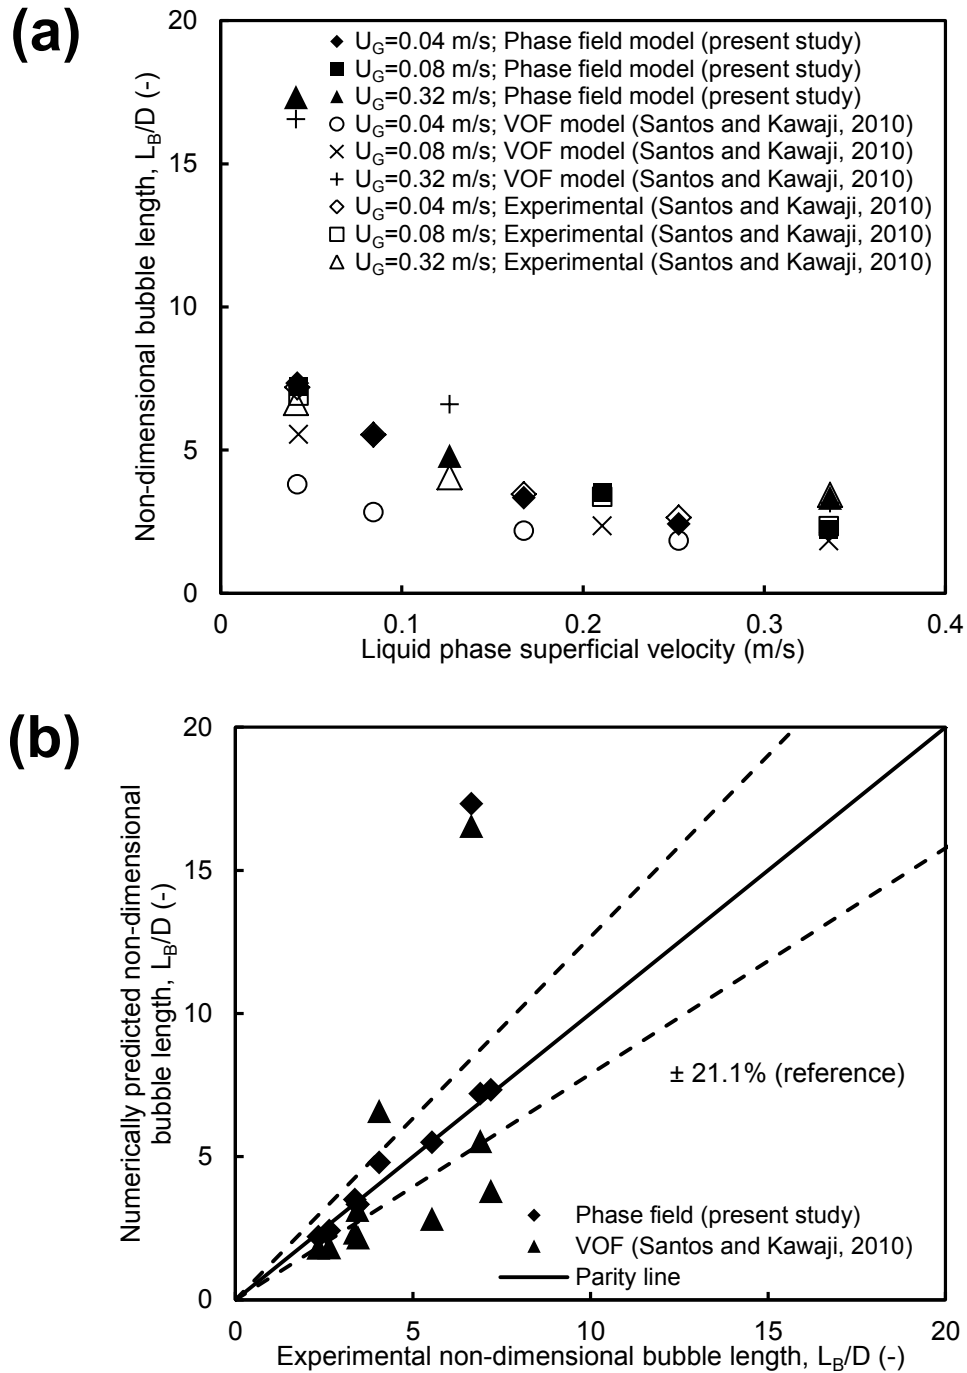 (a)
20
15
10
5
0
Non-dimensional bubble length, L_B/D (-)
U_G=0.04 m/s; Phase field model (present study)
U_G=0.08 m/s; Phase field model (present study)
U_G=0.32 m/s; Phase field model (present study)
U_G=0.04 m/s; VOF model (Santos and Kawaji, 2010)
U_G=0.08 m/s; VOF model (Santos and Kawaji, 2010)
U_G=0.32 m/s; VOF model (Santos and Kawaji, 2010)
U_G=0.04 m/s; Experimental (Santos and Kawaji, 2010)
U_G=0.08 m/s; Experimental (Santos and Kawaji, 2010)
U_G=0.32 m/s; Experimental (Santos and Kawaji, 2010)
0 0.1 0.2 0.3 0.4
Liquid phase superficial velocity (m/s)
(b)
20
15
10
5
0
Numerically predicted non-dimensional
bubble length, L_B/D (-)
± 21.1% (reference)
Phase field (present study)
VOF (Santos and Kawaji, 2010)
Parity line
0 5 10 15 20
Experimental non-dimensional bubble length, L_B/D (-)